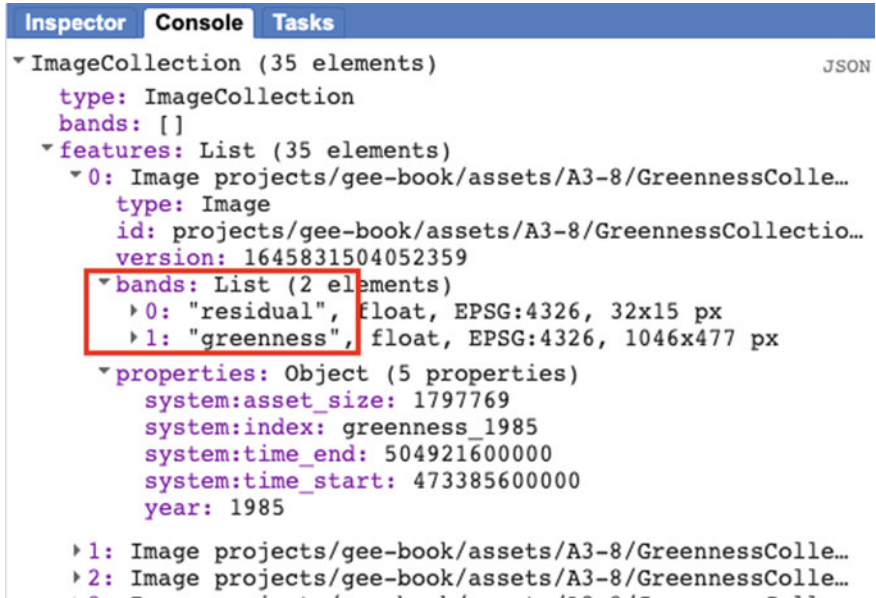 Inspector Console Tasks
ImageCollection (35 elements) JSON
type: ImageCollection
bands: []
features: List (35 elements)
0: Image projects/gee-book/assets/A3-8/GreennessColle…
type: Image
id: projects/gee-book/assets/A3-8/GreennessCollectio…
version: 1645831504052359
bands: List (2 elements)
0: "residual", float, EPSG:4326, 32x15 px
1: "greenness", float, EPSG:4326, 1046x477 px
properties: Object (5 properties)
system:asset_size: 1797769
system:index: greenness_1985
system:time_end: 504921600000
system:time_start: 473385600000
year: 1985
1: Image projects/gee-book/assets/A3-8/GreennessColle…
2: Image projects/gee-book/assets/A3-8/GreennessColle…